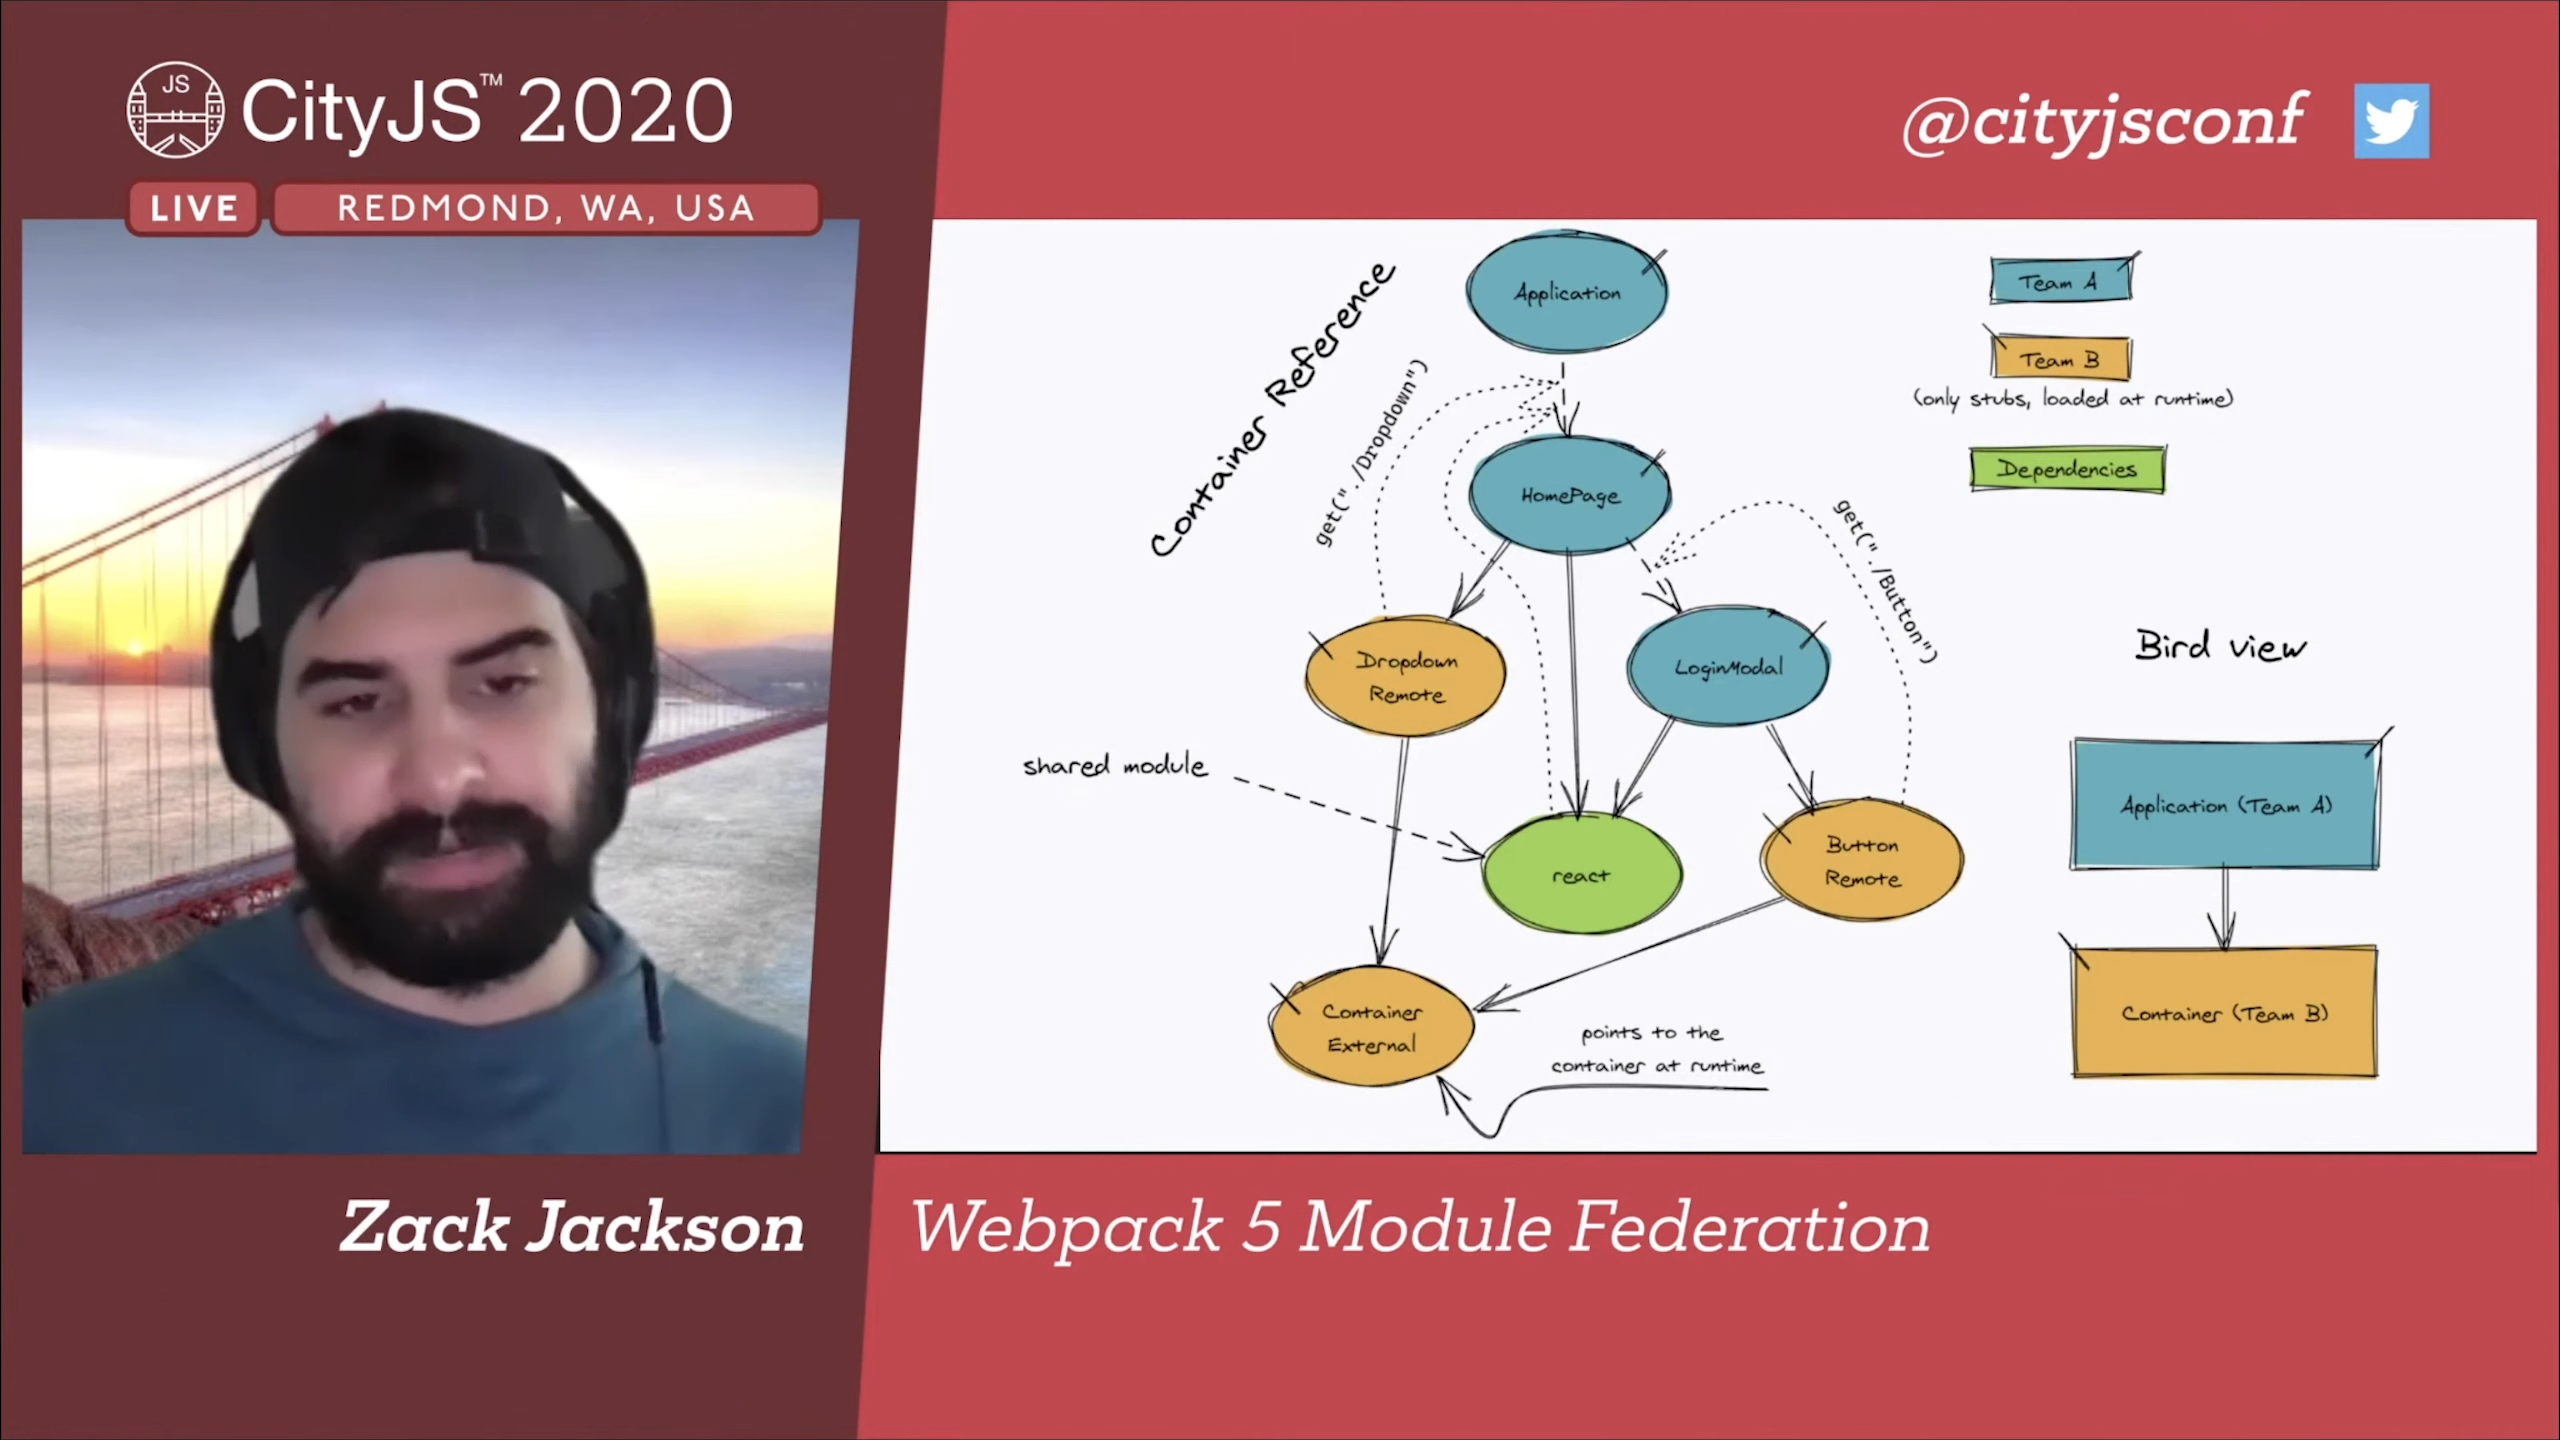 JS
CityJS™ 2020
@cityjsconf
LIVE
REDMOND, WA, USA
Container Reference
Application
get("./Dropdown")
HomePage
get("./Button")
Dropdown
Remote
LoginModal
shared module
react
Button
Remote
Container
External
points to the
container at runtime
Team A
Team B
(only stubs, loaded at runtime)
Dependencies
Bird view
Application (Team A)
Container (Team B)
Zack Jackson
Webpack 5 Module Federation